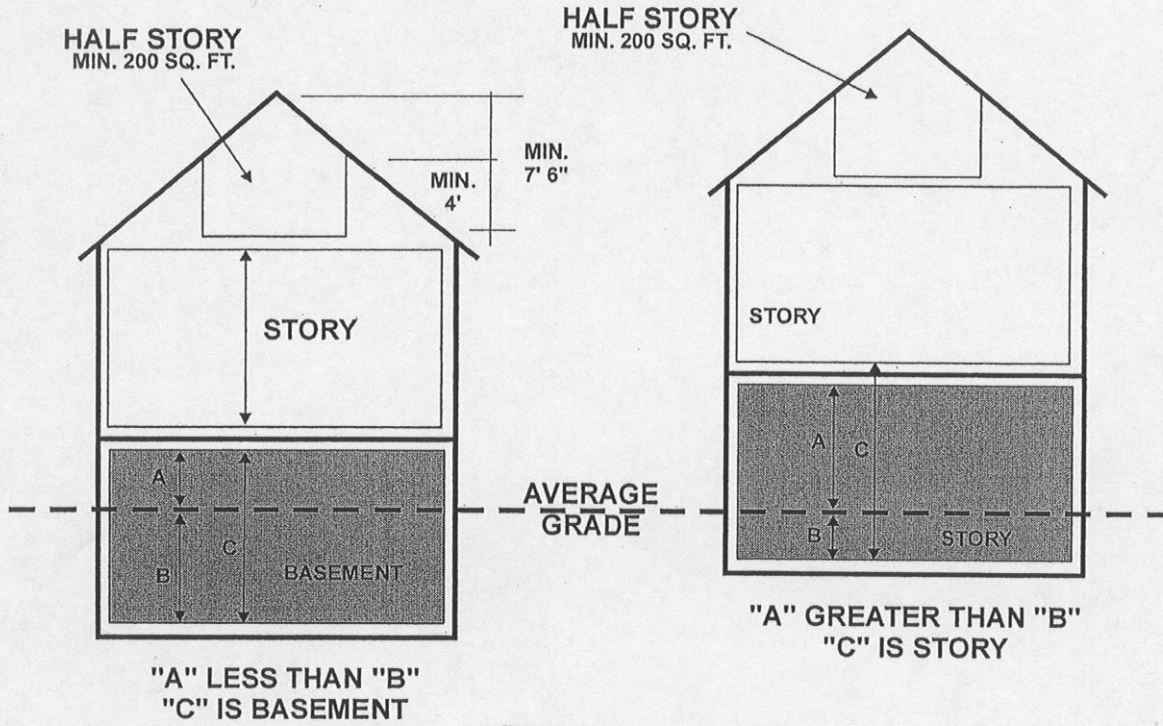 HALF STORY
MIN. 200 SQ. FT.
MIN.
7' 6"
MIN.
4'
STORY
A
B
C
BASEMENT
"A" LESS THAN "B"
"C" IS BASEMENT
AVERAGE
GRADE
HALF STORY
MIN. 200 SQ. FT.
STORY
A
C
B
STORY
"A" GREATER THAN "B"
"C" IS STORY